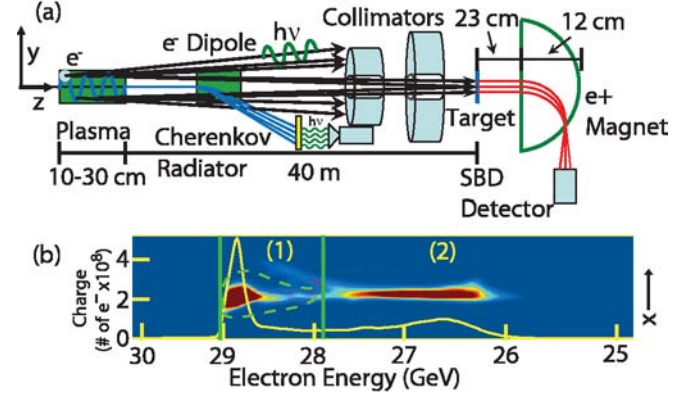 (a)
Collimators
23 cm
12 cm
y
z
e-
e- Dipole
hν
e+
Magnet
Target
Plasma
Cherenkov
Radiator
hν
10-30 cm
40 m
SBD
Detector
(b)
Charge
(# of e- x10⁸)
4
2
0
(1)
(2)
x
30
29
28
27
26
25
Electron Energy (GeV)